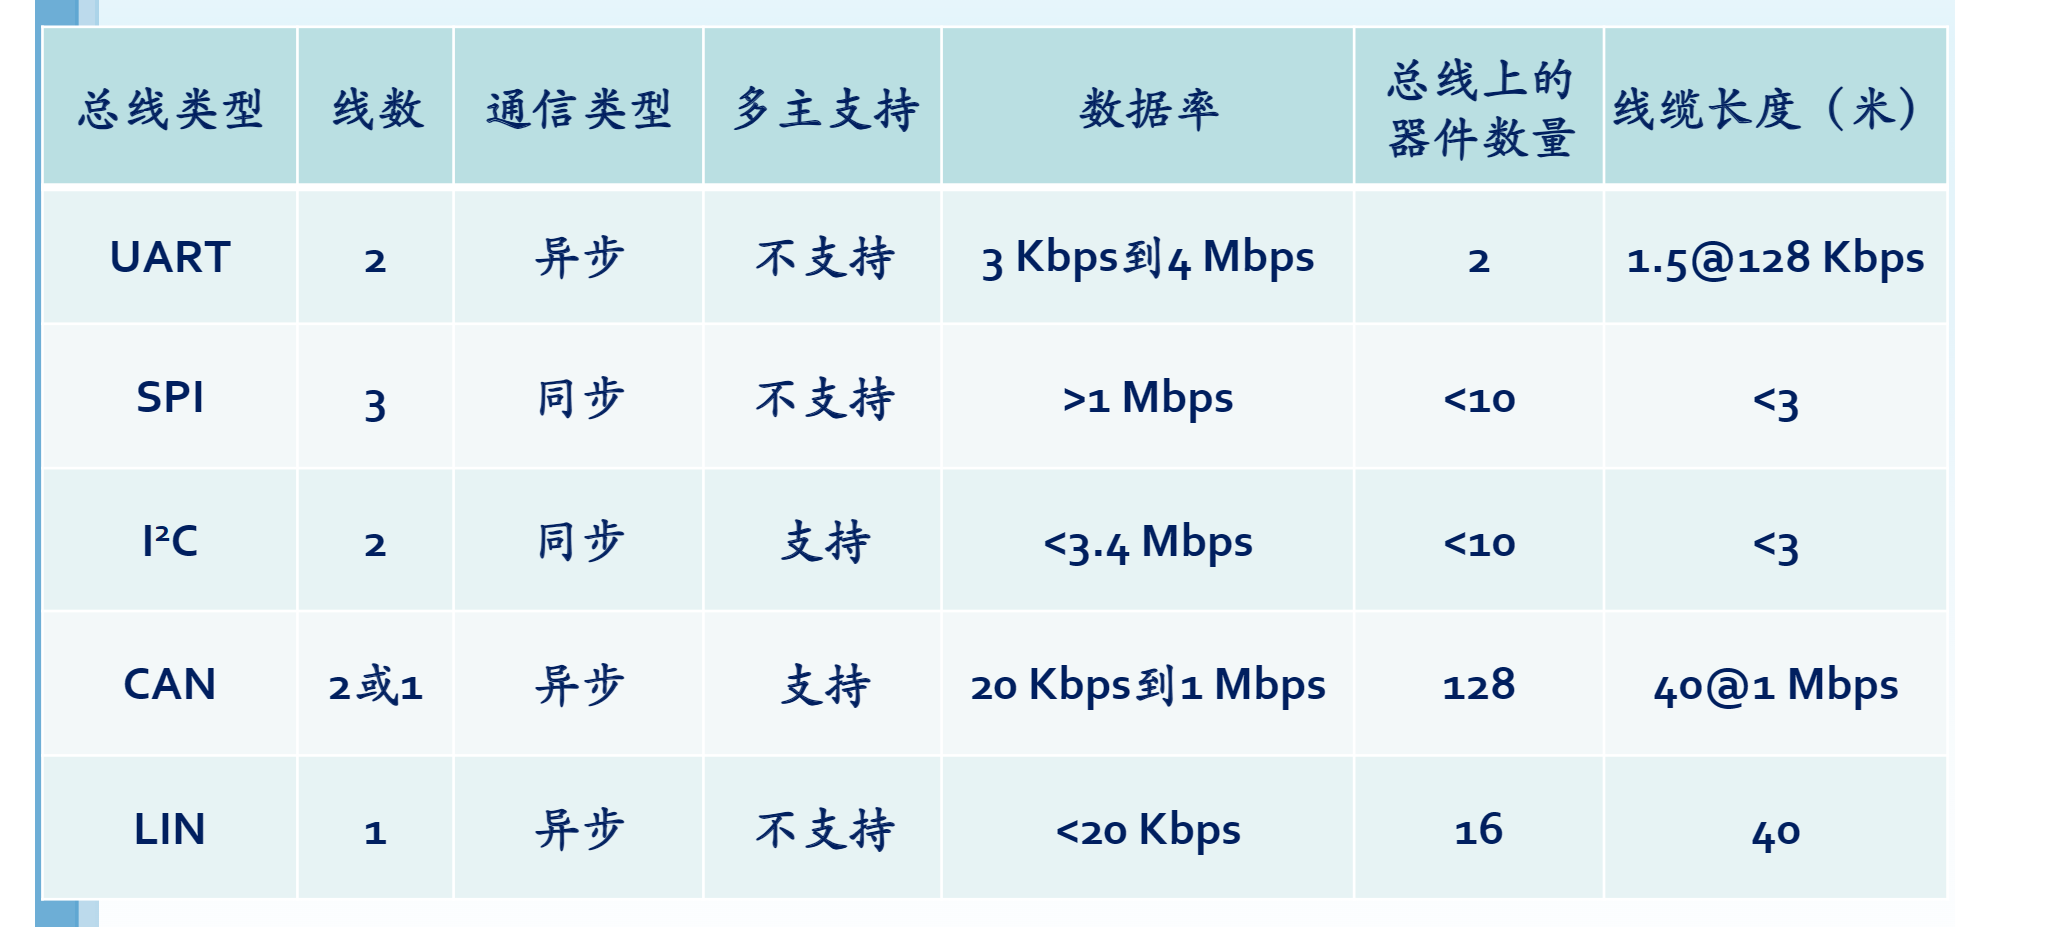 总线类型 线数 通信类型 多主支持 数据率 总线上的 线缆长度（米）
器件数量
UART 2 异步 不支持 3 Kbps到4 Mbps 2 1.5@128 Kbps
SPI 3 同步 不支持 >1 Mbps <10 <3
I²C 2 同步 支持 <3.4 Mbps <10 <3
CAN 2或1 异步 支持 20 Kbps到1 Mbps 128 40@1 Mbps
LIN 1 异步 不支持 <20 Kbps 16 40